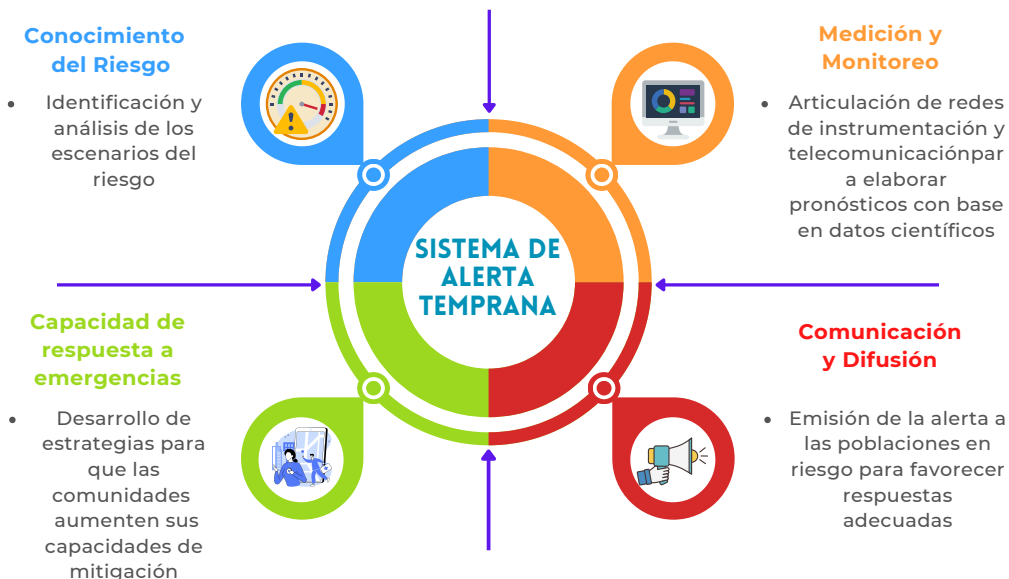 Conocimiento
del Riesgo
• Identificación y
análisis de los
escenarios del
riesgo
Medición y
Monitoreo
• Articulación de redes
de instrumentación y
telecomunicaciónpar
a elaborar
pronósticos con base
en datos científicos
SISTEMA DE
ALERTA
TEMPRANA
Capacidad de
respuesta a
emergencias
• Desarrollo de
estrategias para
que las
comunidades
aumenten sus
capacidades de
mitigación
Comunicación
y Difusión
• Emisión de la alerta a
las poblaciones en
riesgo para favorecer
respuestas
adecuadas